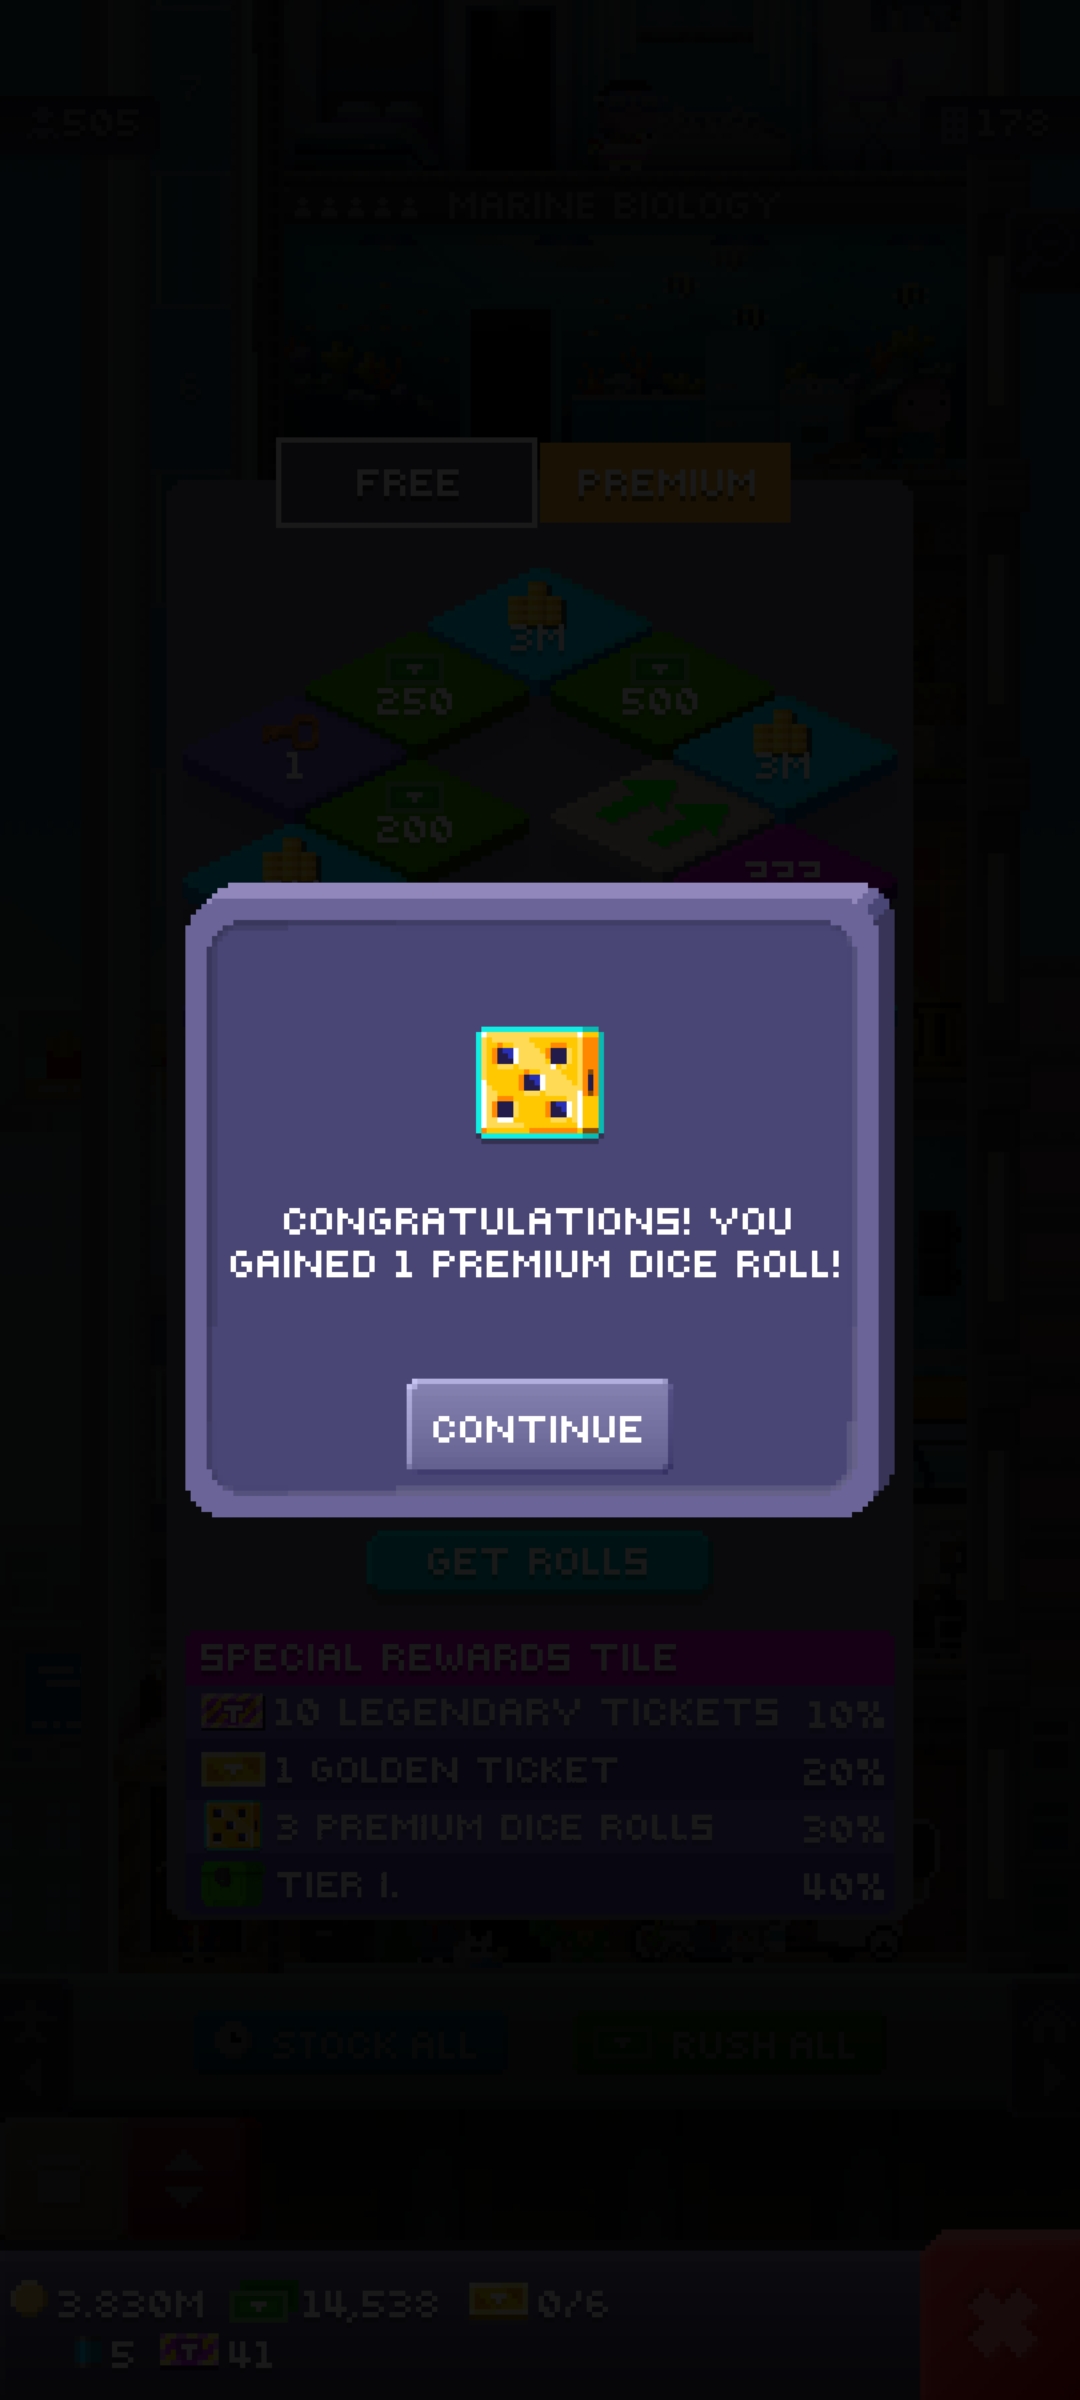 505
178
MARINE BIOLOGY
FREE
PREMIUM
3M
250
500
1
3M
200
???
CONGRATULATIONS! YOU
GAINED 1 PREMIUM DICE ROLL!
CONTINUE
GET ROLLS
SPECIAL REWARDS TILE
10 LEGENDARY TICKETS 10%
1 GOLDEN TICKET 20%
3 PREMIUM DICE ROLLS 30%
TIER 1. 40%
STOCK ALL
RUSH ALL
3.830M 14,538 0/6
5 41